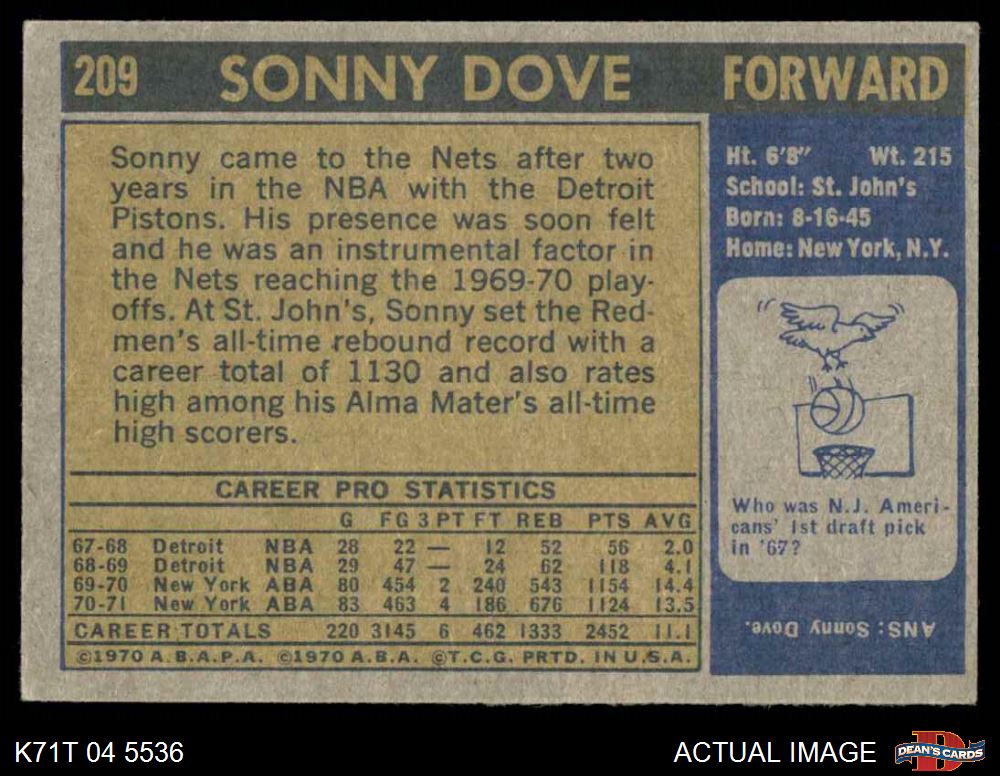 209 SONNY DOVE FORWARD
Sonny came to the Nets after two
years in the NBA with the Detroit
Pistons. His presence was soon felt
and he was an instrumental factor in
the Nets reaching the 1969-70 play-
offs. At St. John's, Sonny set the Red-
men's all-time rebound record with a
career total of 1130 and also rates
high among his Alma Mater's all-time
high scorers.
CAREER PRO STATISTICS
G FG 3 PT FT REB PTS AVG
67-68 Detroit NBA 28 22 — 12 52 56 2.0
68-69 Detroit NBA 29 47 — 24 62 118 4.1
69-70 New York ABA 80 454 2 240 543 1154 14.4
70-71 New York ABA 83 463 4 186 676 1124 13.5
CAREER TOTALS 220 3145 6 462 1333 2452 11.1
©1970 A.B.A.P.A. ©1970 A.B.A. ©T.C.G. PRTD. IN U.S.A.
Ht. 6'8" Wt. 215
School: St. John's
Born: 8-16-45
Home: New York, N.Y.
Who was N.J. Ameri-
cans' 1st draft pick
in '67?
ANS: Sonny Dove.
K71T 04 5536
ACTUAL IMAGE
D
DEAN'S CARDS